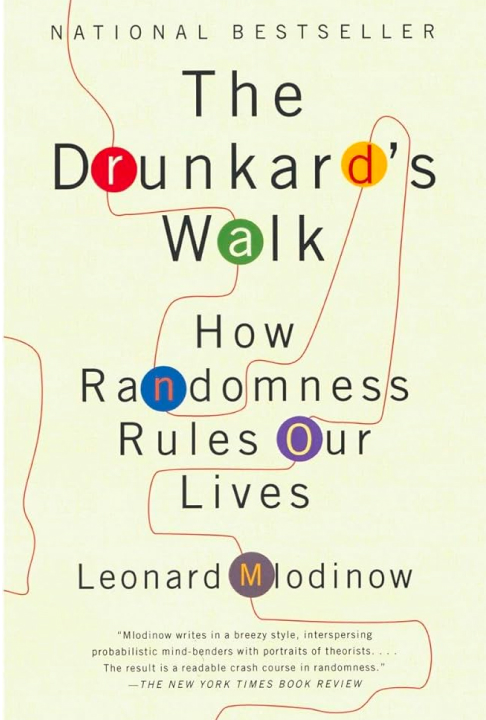 NATIONAL BESTSELLER
The
Drunkard's
Walk
How
Randomness
Rules Our
Lives
Leonard Mlodinow
“Mlodinow writes in a breezy style, interspersing
probabilistic mind-benders with portraits of theorists. . . .
The result is a readable crash course in randomness.”
—THE NEW YORK TIMES BOOK REVIEW